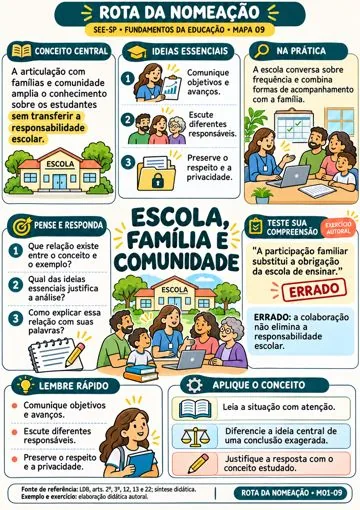 ROTA DA NOMEAÇÃO
SEE-SP • FUNDAMENTOS DA EDUCAÇÃO • MAPA 09
CONCEITO CENTRAL
A articulação com
famílias e comunidade
amplia o conhecimento
sobre os estudantes
sem transferir a
responsabilidade
escolar.
ESCOLA
IDEIAS ESSENCIAIS
1
Comunique
objetivos e
avanços.
2
Escute
diferentes
responsáveis.
3
Preserve o
respeito e a
privacidade.
NA PRÁTICA
A escola conversa sobre
frequência e combina
formas de acompanhamento
com a família.
PENSE E RESPONDA
1
Que relação existe
entre o conceito e
o exemplo?
2
Qual das ideias
essenciais justifica
a análise?
3
Como explicar essa
relação com suas
palavras?
ESCOLA,
FAMÍLIA E
COMUNIDADE
ESCOLA
TESTE SUA
COMPREENSÃO
EXERCÍCIO
AUTORAL
"A participação familiar
substitui a obrigação
da escola de ensinar."
ERRADO
ERRADO: a colaboração
não elimina a
responsabilidade
escolar.
LEMBRE RÁPIDO
Comunique objetivos
e avanços.
Escute diferentes
responsáveis.
Preserve o respeito
e a privacidade.
APLIQUE O CONCEITO
Leia a situação com atenção.
Diferencie a ideia central de
uma conclusão exagerada.
Justifique a resposta com o
conceito estudado.
Fonte de referência: LDB, arts. 2º, 3º, 12, 13 e 22; síntese didática.
Exemplo e exercício: elaboração didática autoral.
ROTA DA NOMEAÇÃO • M01-09